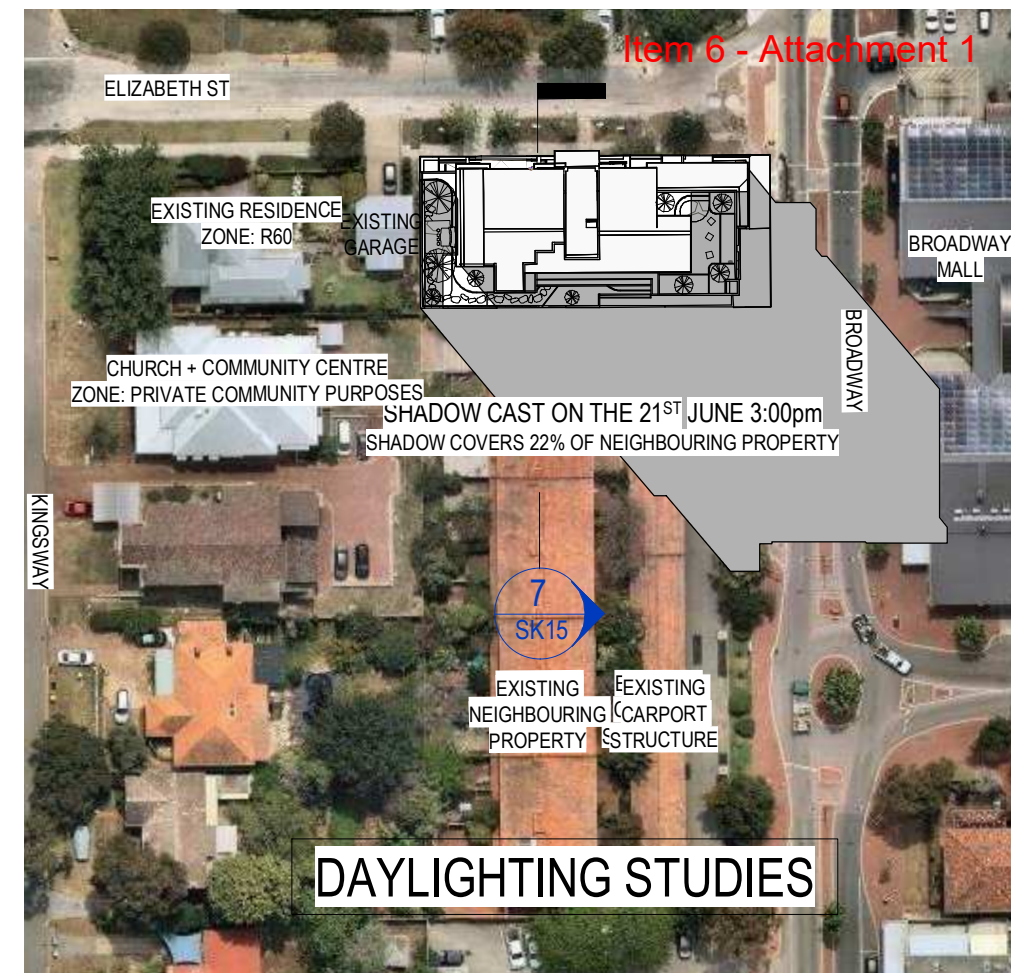 Item 6 - Attachment 1
ELIZABETH ST
EXISTING RESIDENCE
ZONE: R60
EXISTING
GARAGE
BROADWAY
MALL
BROADWAY
CHURCH + COMMUNITY CENTRE
ZONE: PRIVATE COMMUNITY PURPOSES
SHADOW CAST ON THE 21ST JUNE 3:00pm
SHADOW COVERS 22% OF NEIGHBOURING PROPERTY
KINGSWAY
7
SK15
EXISTING
NEIGHBOURING
PROPERTY
EXISTING
CARPORT
STRUCTURE
DAYLIGHTING STUDIES